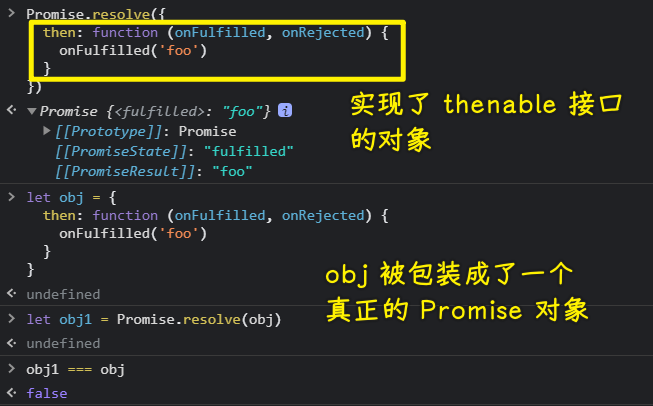 > Promise.resolve({
then: function (onFulfilled, onRejected) {
onFulfilled('foo')
}
})
实现了 thenable 接口
的对象
Promise {<fulfilled>: "foo"} i
[[Prototype]]: Promise
[[PromiseState]]: "fulfilled"
[[PromiseResult]]: "foo"
> let obj = {
then: function (onFulfilled, onRejected) {
onFulfilled('foo')
}
}
obj 被包装成了一个
真正的 Promise 对象
undefined
> let obj1 = Promise.resolve(obj)
undefined
> obj1 === obj
false